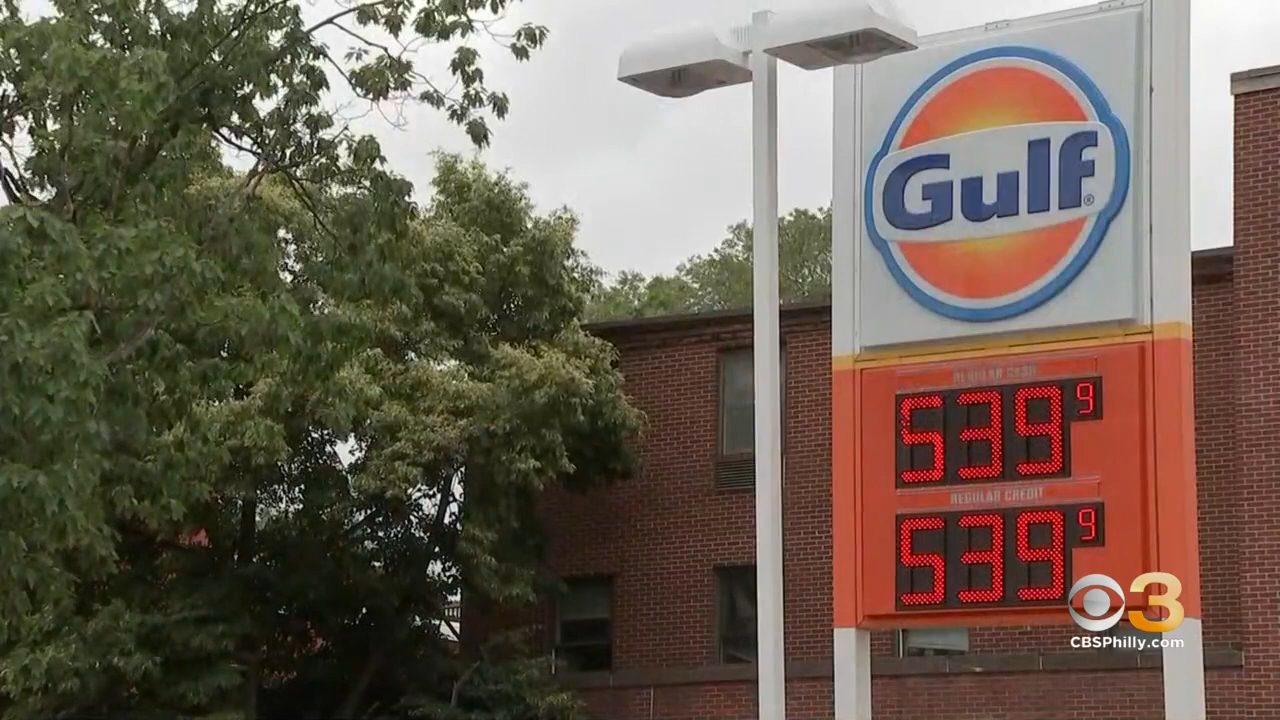 Gulf®
REGULAR CASH
539 9
REGULAR CREDIT
539 9
3
CBSPhilly.com